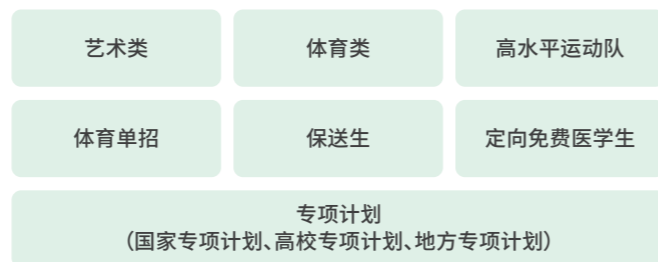 艺术类
体育类
高水平运动队
体育单招
保送生
定向免费医学生
专项计划
（国家专项计划、高校专项计划、地方专项计划）